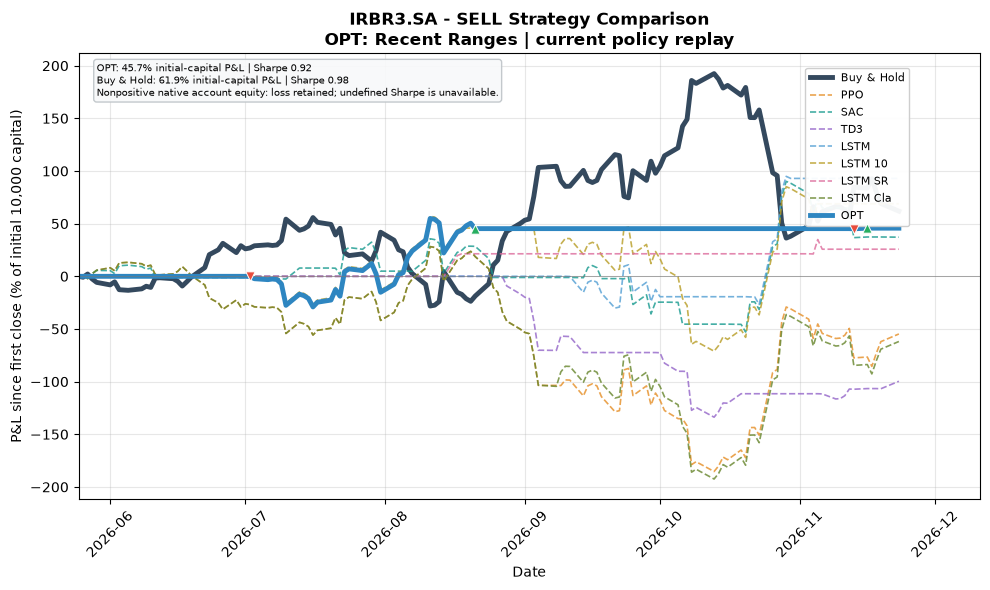 IRBR3.SA - SELL Strategy Comparison
OPT: Recent Ranges | current policy replay
OPT: 45.7% initial-capital P&L | Sharpe 0.92
Buy & Hold: 61.9% initial-capital P&L | Sharpe 0.98
Nonpositive native account equity: loss retained; undefined Sharpe is unavailable.
Buy & Hold
PPO
SAC
TD3
LSTM
LSTM 10
LSTM SR
LSTM Cla
OPT
P&L since first close (% of initial 10,000 capital)
200
150
100
50
0
−50
−100
−150
−200
2026-06
2026-07
2026-08
2026-09
2026-10
2026-11
2026-12
Date